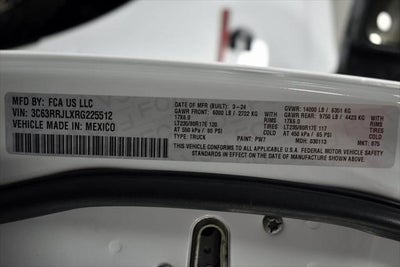 MFD BY: FCA US LLC
VIN: 3C63RRJLXRG225512
VEHICLE MADE IN: MEXICO
DATE OF MFR (BUILT): 3-24
GVWR: 14000 LB / 6351 KG
GAWR FRONT: 6000 LB / 2722 KG
WITH
GAWR REAR: 9750 LB / 4423 KG
WITH
17X6.0
RIMS
17X6.0
RIMS
LT235/80R17E 120
TIRES
LT235/80R17E 117
TIRES
AT 550 kPa / 80 PSI
COLD
AT 450 kPa / 65 PSI
COLD
THIS VEHICLE CONFORMS TO ALL APPLICABLE U.S.A. FEDERAL MOTOR VEHICLE SAFETY
STANDARDS IN EFFECT ON THE DATE OF MANUFACTURE SHOWN ABOVE
TYPE: TRUCK
PAINT: PW7
MDH: 030113
MKT: 875